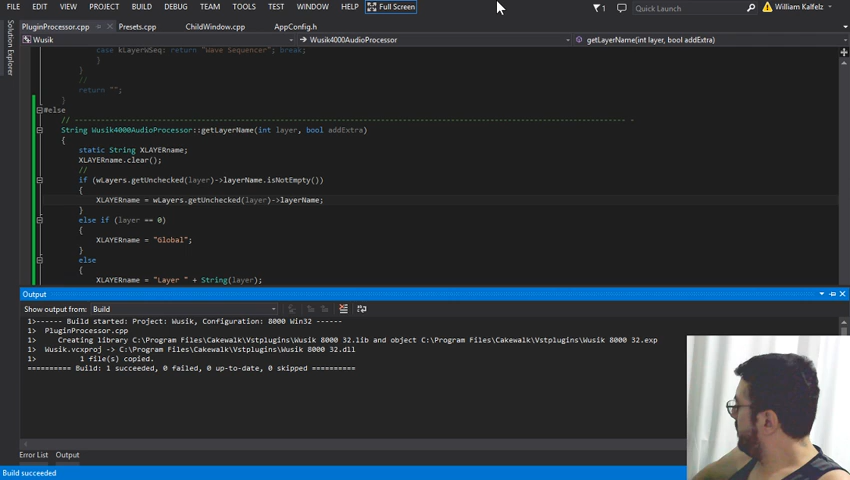 FILE EDIT VIEW PROJECT BUILD DEBUG TEAM TOOLS TEST WINDOW HELP Full Screen 1 Quick Launch William Kalfelz
PluginProcessor.cpp Presets.cpp ChildWindow.cpp AppConfig.h
Solution Explorer
Wusik Wusik4000AudioProcessor getLayerName(int layer, bool addExtra)
case kLayerWSeq: return "Wave Sequencer"; break;
}
}
//
return "";
}
#else
// -
String Wusik4000AudioProcessor::getLayerName(int layer, bool addExtra)
{
static String XLAYERname;
XLAYERname.clear();
//
if (wLayers.getUnchecked(layer)->layerName.isNotEmpty())
{
XLAYERname = wLayers.getUnchecked(layer)->layerName;
}
else if (layer == 0)
{
XLAYERname = "Global";
}
else
{
XLAYERname = "Layer " + String(layer);
Output
Show output from: Build
1>------ Build started: Project: Wusik, Configuration: 8000 Win32 ------
1> PluginProcessor.cpp
1> Creating library C:\Program Files\Cakewalk\Vstplugins\Wusik 8000 32.lib and object C:\Program Files\Cakewalk\Vstplugins\Wusik 8000 32.exp
1> Wusik.vcxproj -> C:\Program Files\Cakewalk\Vstplugins\Wusik 8000 32.dll
1> 1 file(s) copied.
========== Build: 1 succeeded, 0 failed, 0 up-to-date, 0 skipped ==========
Error List Output
Build succeeded